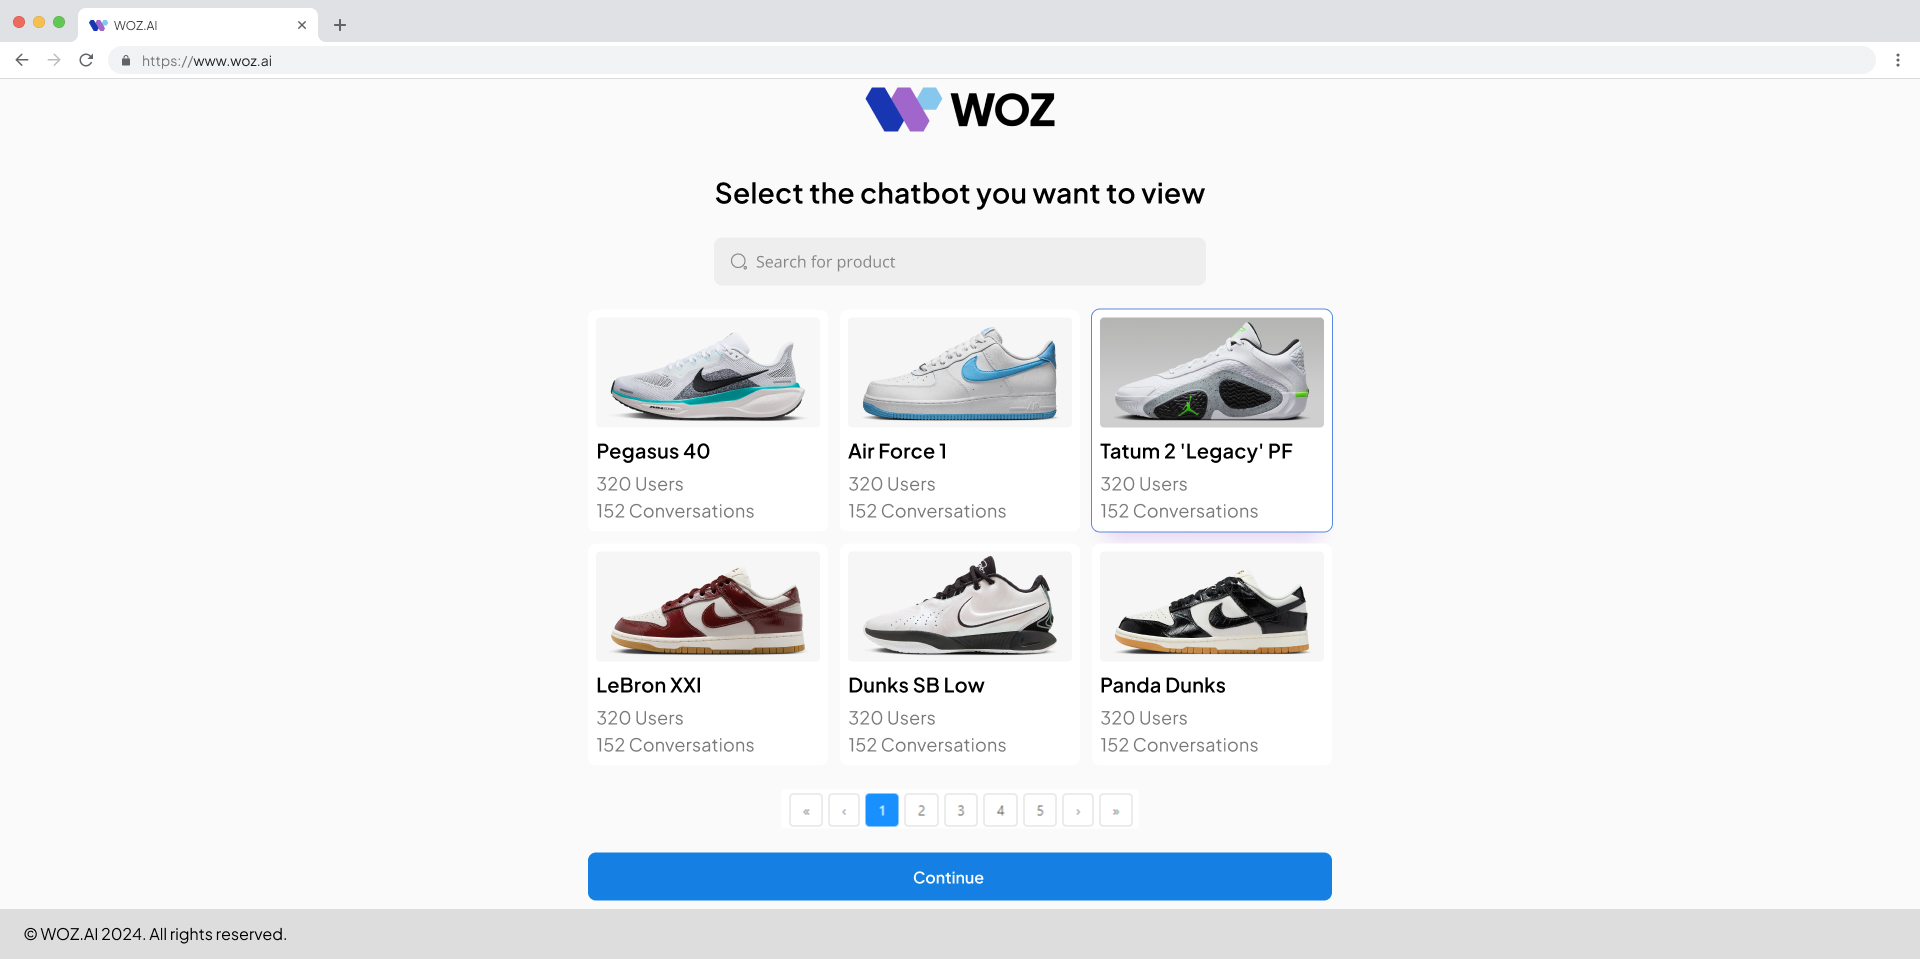 WOZ.AI
https://www.woz.ai
WOZ
Select the chatbot you want to view
Search for product
Pegasus 40
320 Users
152 Conversations
Air Force 1
320 Users
152 Conversations
Tatum 2 'Legacy' PF
320 Users
152 Conversations
LeBron XXI
320 Users
152 Conversations
Dunks SB Low
320 Users
152 Conversations
Panda Dunks
320 Users
152 Conversations
« ‹ 1 2 3 4 5 › »
Continue
© WOZ.AI 2024. All rights reserved.